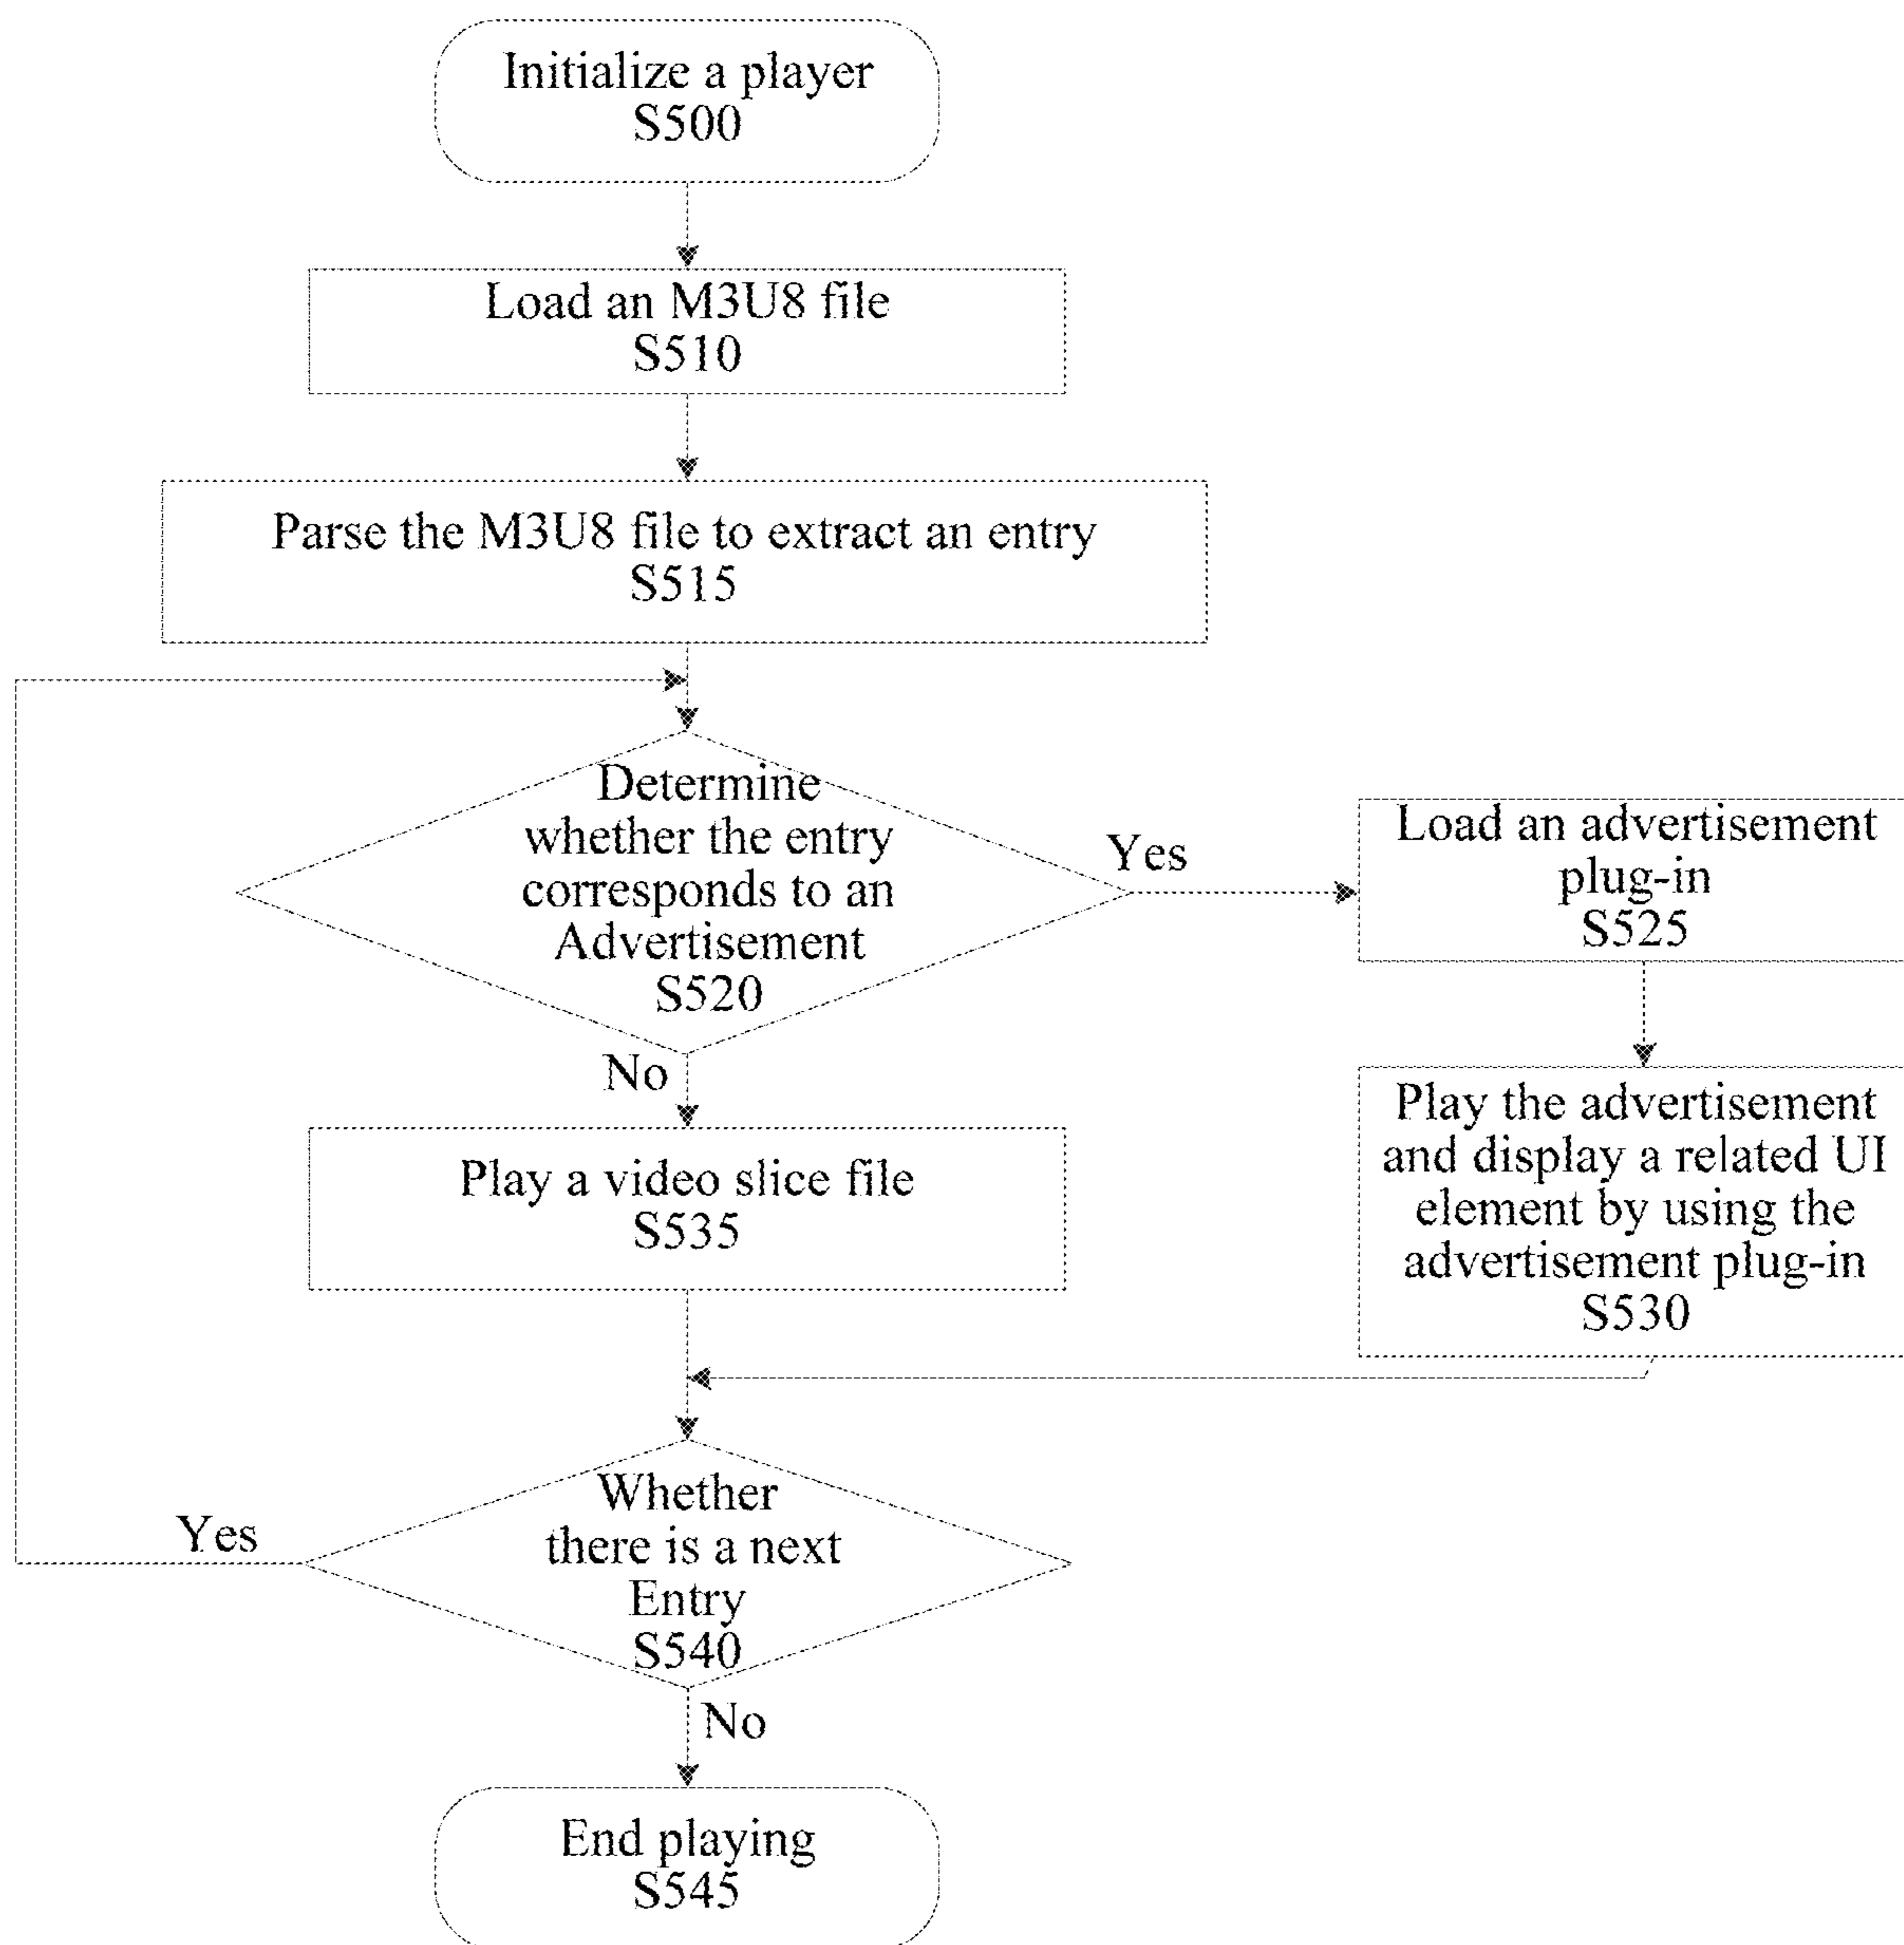 Initialize a player
S500
Load an M3U8 file
S510
Parse the M3U8 file to extract an entry
S515
Determine
whether the entry
corresponds to an
Advertisement
S520
Yes
Load an advertisement
plug-in
S525
No
Play the advertisement
and display a related UI
element by using the
advertisement plug-in
S530
Play a video slice file
S535
Whether
there is a next
Entry
S540
Yes
No
End playing
S545